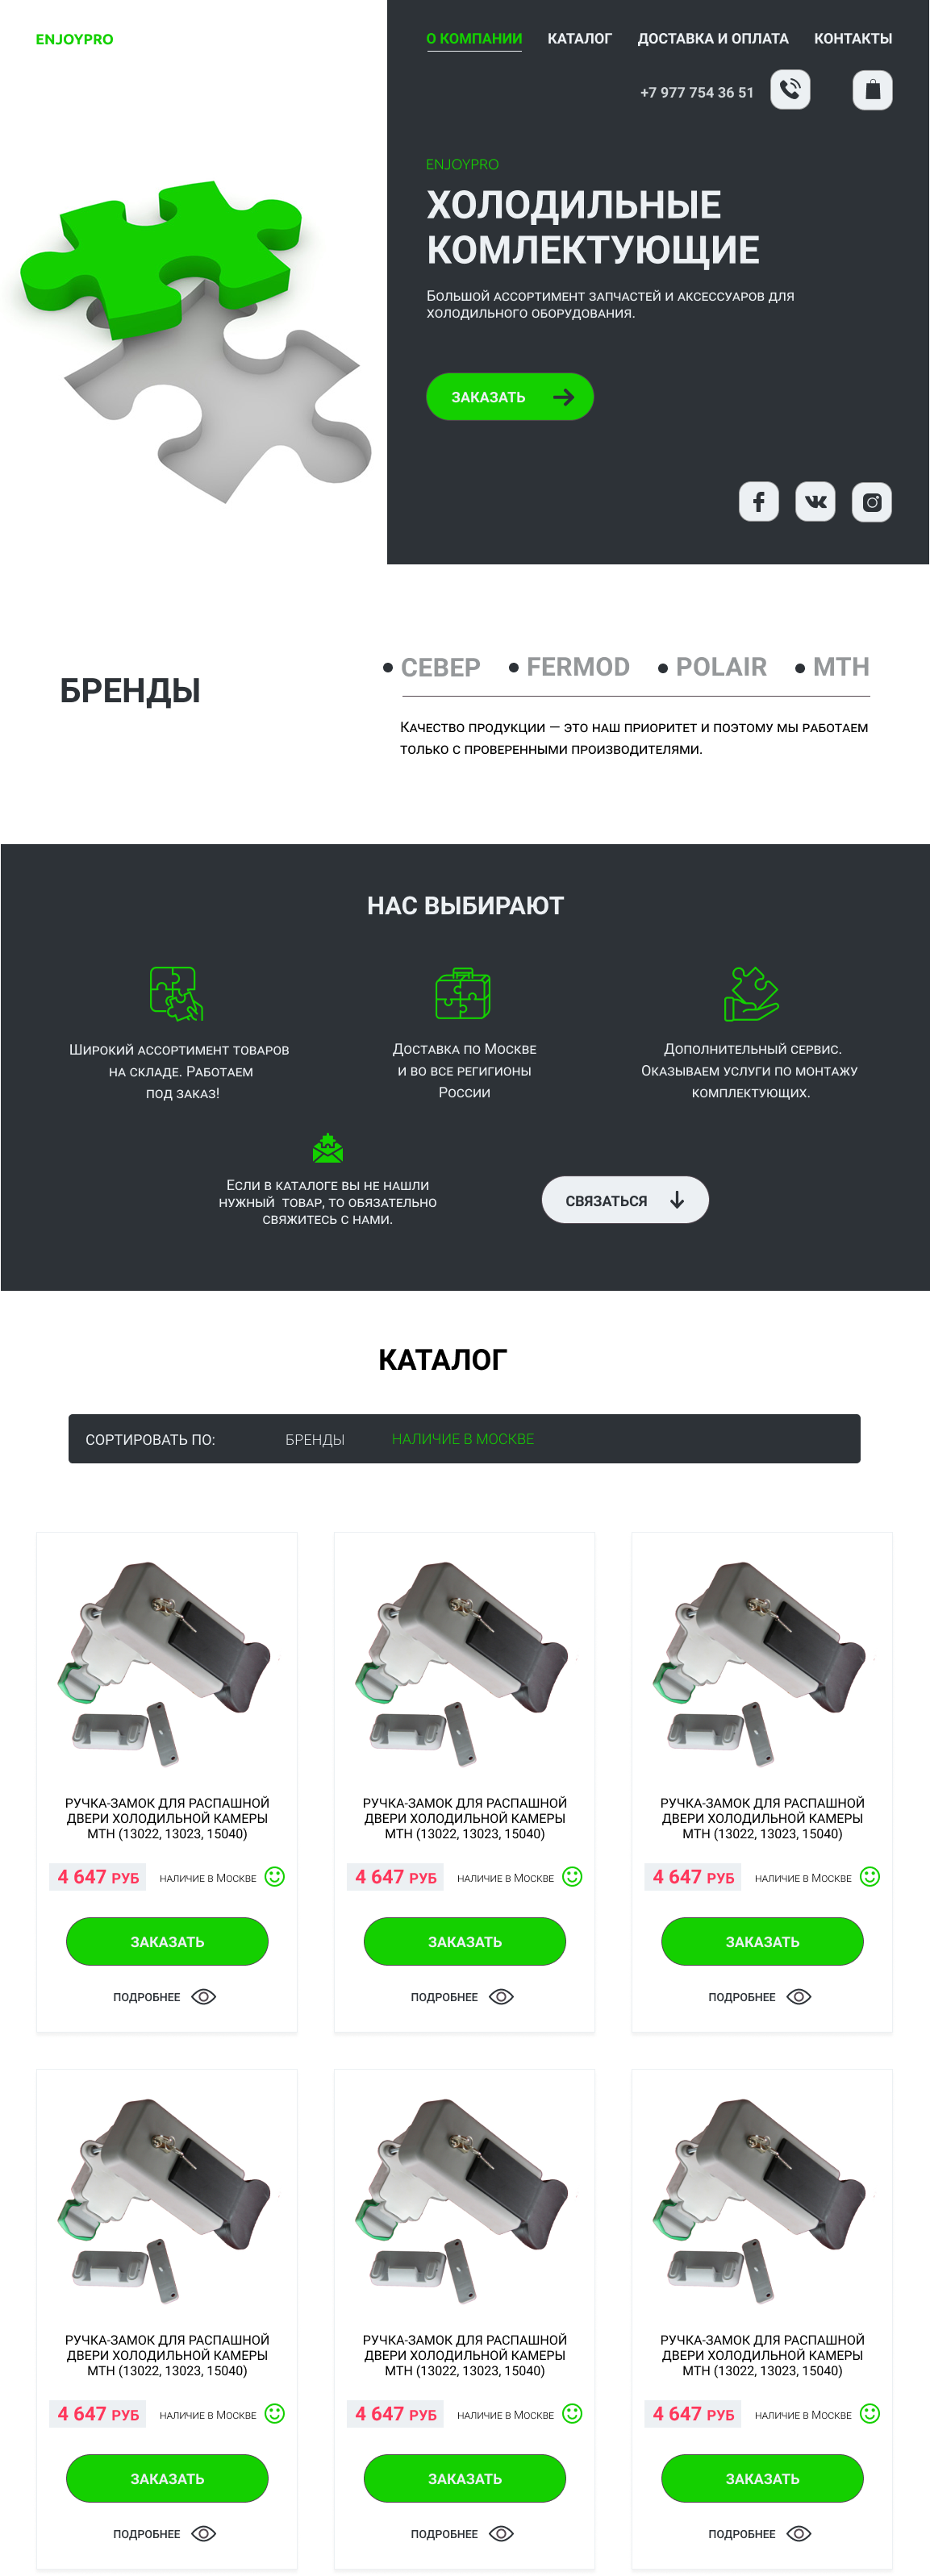 ENJOYPRO
О КОМПАНИИ КАТАЛОГ ДОСТАВКА И ОПЛАТА КОНТАКТЫ
+7 977 754 36 51
ENJOYPRO
ХОЛОДИЛЬНЫЕ
КОМЛЕКТУЮЩИЕ
Большой ассортимент запчастей и аксессуаров для
холодильного оборудования.
ЗАКАЗАТЬ
БРЕНДЫ
СЕВЕР FERMOD POLAIR МТН
Качество продукции — это наш приоритет и поэтому мы работаем
только с проверенными производителями.
НАС ВЫБИРАЮТ
Широкий ассортимент товаров
на складе. Работаем
под заказ!
Доставка по Москве
и во все регигионы
России
Дополнительный сервис.
Оказываем услуги по монтажу
комплектующих.
Если в каталоге вы не нашли
нужный товар, то обязательно
свяжитесь с нами.
СВЯЗАТЬСЯ
КАТАЛОГ
СОРТИРОВАТЬ ПО: БРЕНДЫ НАЛИЧИЕ В МОСКВЕ
РУЧКА-ЗАМОК ДЛЯ РАСПАШНОЙ
ДВЕРИ ХОЛОДИЛЬНОЙ КАМЕРЫ
МТН (13022, 13023, 15040)
4 647 РУБ наличие в Москве
ЗАКАЗАТЬ
ПОДРОБНЕЕ
РУЧКА-ЗАМОК ДЛЯ РАСПАШНОЙ
ДВЕРИ ХОЛОДИЛЬНОЙ КАМЕРЫ
МТН (13022, 13023, 15040)
4 647 РУБ наличие в Москве
ЗАКАЗАТЬ
ПОДРОБНЕЕ
РУЧКА-ЗАМОК ДЛЯ РАСПАШНОЙ
ДВЕРИ ХОЛОДИЛЬНОЙ КАМЕРЫ
МТН (13022, 13023, 15040)
4 647 РУБ наличие в Москве
ЗАКАЗАТЬ
ПОДРОБНЕЕ
РУЧКА-ЗАМОК ДЛЯ РАСПАШНОЙ
ДВЕРИ ХОЛОДИЛЬНОЙ КАМЕРЫ
МТН (13022, 13023, 15040)
4 647 РУБ наличие в Москве
ЗАКАЗАТЬ
ПОДРОБНЕЕ
РУЧКА-ЗАМОК ДЛЯ РАСПАШНОЙ
ДВЕРИ ХОЛОДИЛЬНОЙ КАМЕРЫ
МТН (13022, 13023, 15040)
4 647 РУБ наличие в Москве
ЗАКАЗАТЬ
ПОДРОБНЕЕ
РУЧКА-ЗАМОК ДЛЯ РАСПАШНОЙ
ДВЕРИ ХОЛОДИЛЬНОЙ КАМЕРЫ
МТН (13022, 13023, 15040)
4 647 РУБ наличие в Москве
ЗАКАЗАТЬ
ПОДРОБНЕЕ